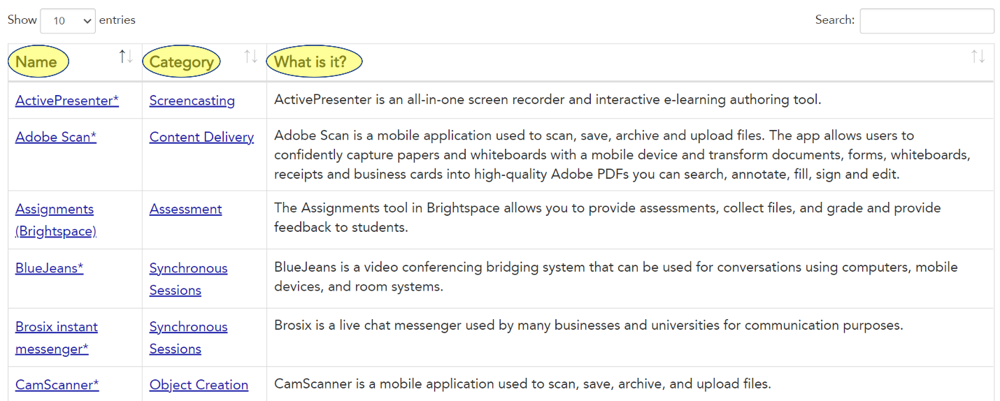 Show 10 entries Search:
Name Category What is it?
ActivePresenter* Screencasting ActivePresenter is an all-in-one screen recorder and interactive e-learning authoring tool.
Adobe Scan* Content Delivery Adobe Scan is a mobile application used to scan, save, archive and upload files. The app allows users to
confidently capture papers and whiteboards with a mobile device and transform documents, forms, whiteboards,
receipts and business cards into high-quality Adobe PDFs you can search, annotate, fill, sign and edit.
Assignments
(Brightspace)
Assessment
The Assignments tool in Brightspace allows you to provide assessments, collect files, and grade and provide
feedback to students.
BlueJeans*
Synchronous
Sessions
BlueJeans is a video conferencing bridging system that can be used for conversations using computers, mobile
devices, and room systems.
Brosix instant
messenger*
Synchronous
Sessions
Brosix is a live chat messenger used by many businesses and universities for communication purposes.
CamScanner* Object Creation CamScanner is a mobile application used to scan, save, archive, and upload files.